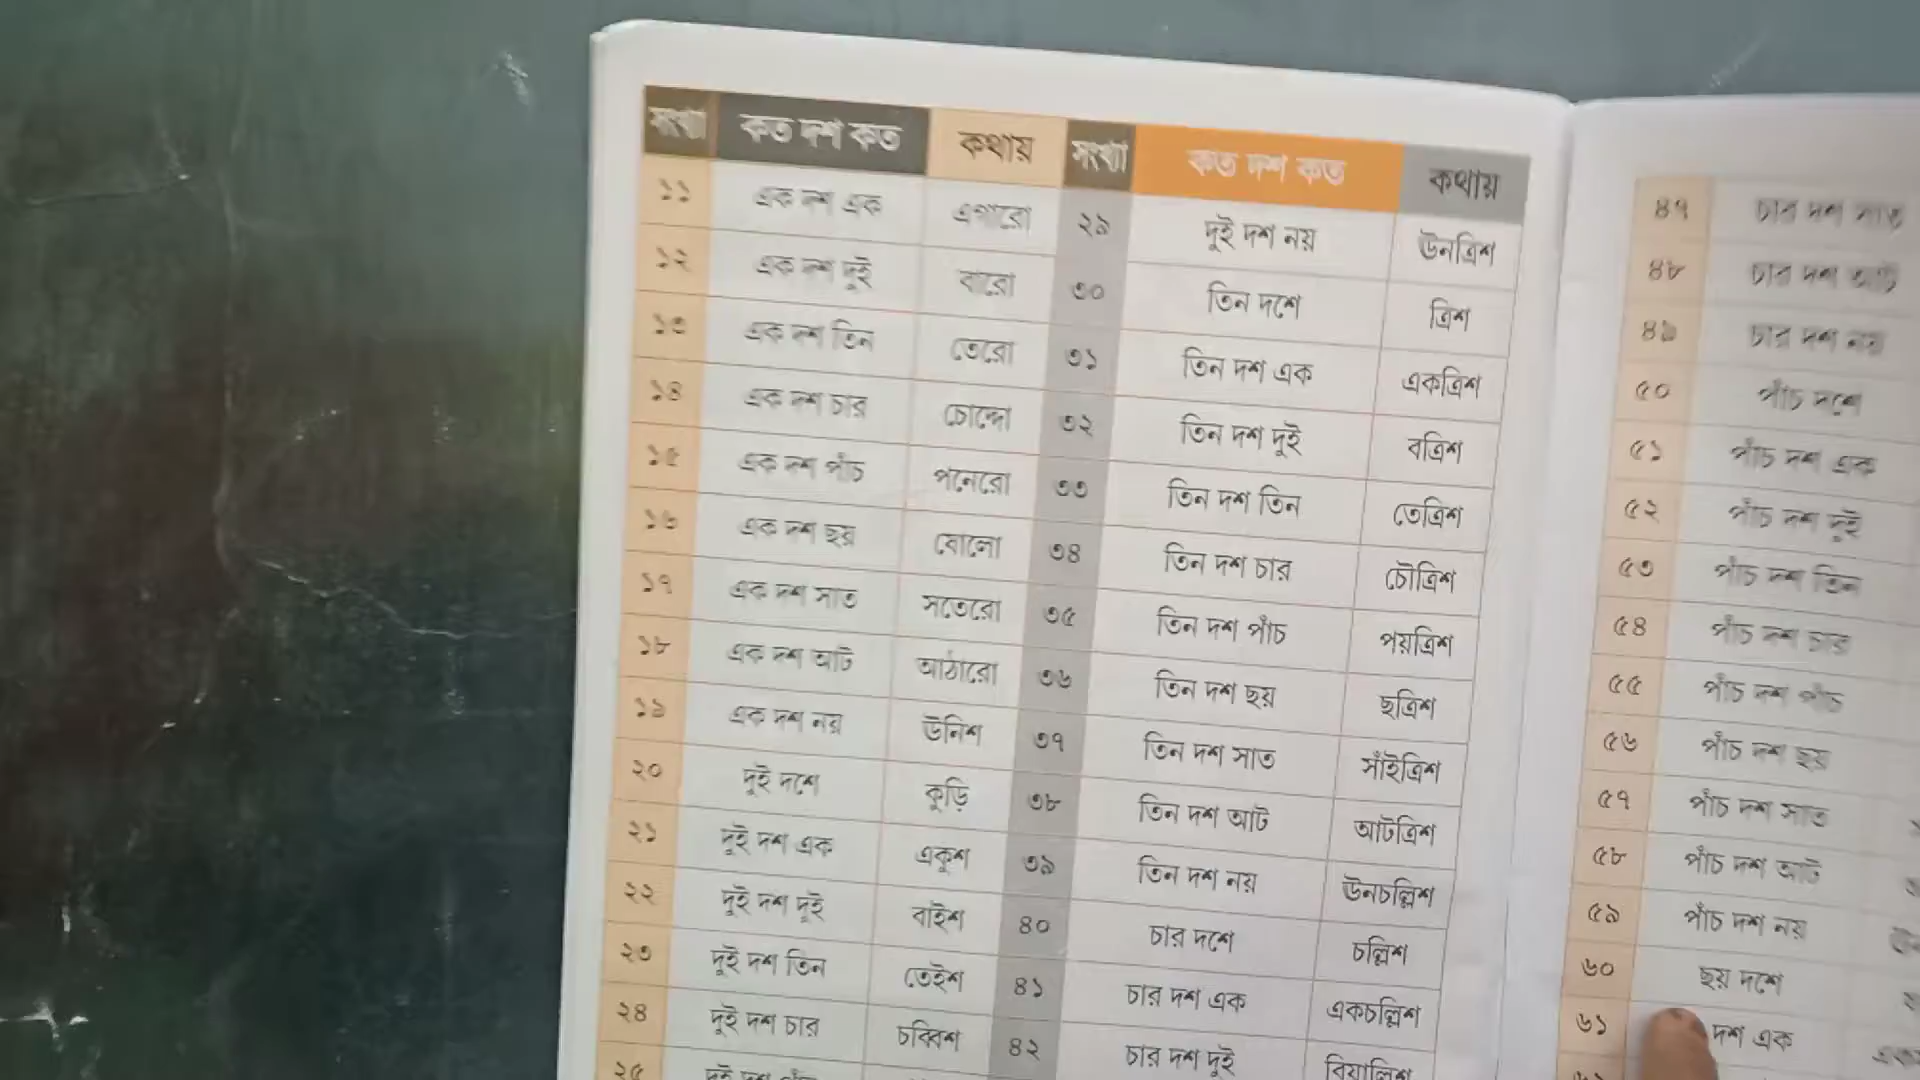 সংখ্যা কত দশ কত কথায় সংখ্যা কত দশ কত কথায়
১১ এক দশ এক এগারো ২৯ দুই দশ নয় ঊনত্রিশ
১২ এক দশ দুই বারো ৩০ তিন দশে ত্রিশ
১৩ এক দশ তিন তেরো ৩১ তিন দশ এক একত্রিশ
১৪ এক দশ চার চোদ্দো ৩২ তিন দশ দুই বত্রিশ
১৫ এক দশ পাঁচ পনেরো ৩৩ তিন দশ তিন তেত্রিশ
১৬ এক দশ ছয় ষোলো ৩৪ তিন দশ চার চৌত্রিশ
১৭ এক দশ সাত সতেরো ৩৫ তিন দশ পাঁচ পয়ত্রিশ
১৮ এক দশ আট আঠারো ৩৬ তিন দশ ছয় ছত্রিশ
১৯ এক দশ নয় ঊনিশ ৩৭ তিন দশ সাত সাঁইত্রিশ
২০ দুই দশে কুড়ি ৩৮ তিন দশ আট আটত্রিশ
২১ দুই দশ এক একুশ ৩৯ তিন দশ নয় ঊনচল্লিশ
২২ দুই দশ দুই বাইশ ৪০ চার দশে চল্লিশ
২৩ দুই দশ তিন তেইশ ৪১ চার দশ এক একচল্লিশ
২৪ দুই দশ চার চব্বিশ ৪২ চার দশ দুই বিয়াল্লিশ
২৫ দুই দশ পাঁচ
৪৭ চার দশ সাত
৪৮ চার দশ আট
৪৯ চার দশ নয়
৫০ পাঁচ দশে
৫১ পাঁচ দশ এক
৫২ পাঁচ দশ দুই
৫৩ পাঁচ দশ তিন
৫৪ পাঁচ দশ চার
৫৫ পাঁচ দশ পাঁচ
৫৬ পাঁচ দশ ছয়
৫৭ পাঁচ দশ সাত
৫৮ পাঁচ দশ আট
৫৯ পাঁচ দশ নয়
৬০ ছয় দশে
৬১ দশ এক